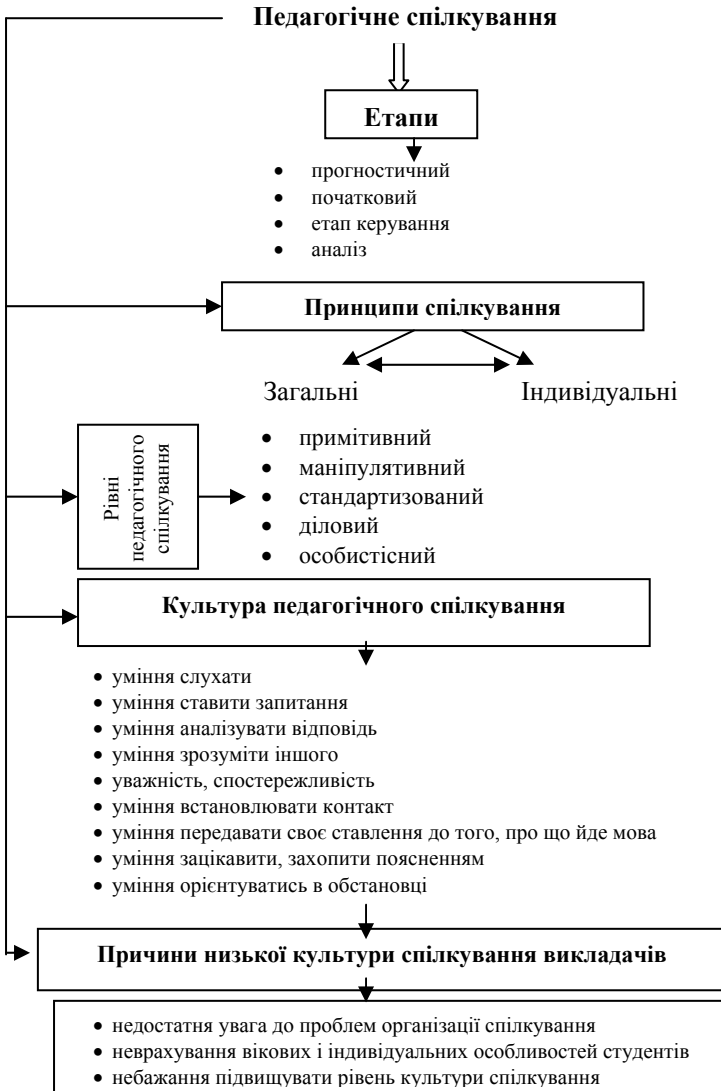 Педагогічне спілкування
Етапи
• прогностичний
• початковий
• етап керування
• аналіз
Принципи спілкування
Загальні Індивідуальні
Рівні
педагогічного
спілкування
• примітивний
• маніпулятивний
• стандартизований
• діловий
• особистісний
Культура педагогічного спілкування
• уміння слухати
• уміння ставити запитання
• уміння аналізувати відповідь
• уміння зрозуміти іншого
• уважність, спостережливість
• уміння встановлювати контакт
• уміння передавати своє ставлення до того, про що йде мова
• уміння зацікавити, захопити поясненням
• уміння орієнтуватись в обстановці
Причини низької культури спілкування викладачів
• недостатня увага до проблем організації спілкування
• неврахування вікових і індивідуальних особливостей студентів
• небажання підвищувати рівень культури спілкування